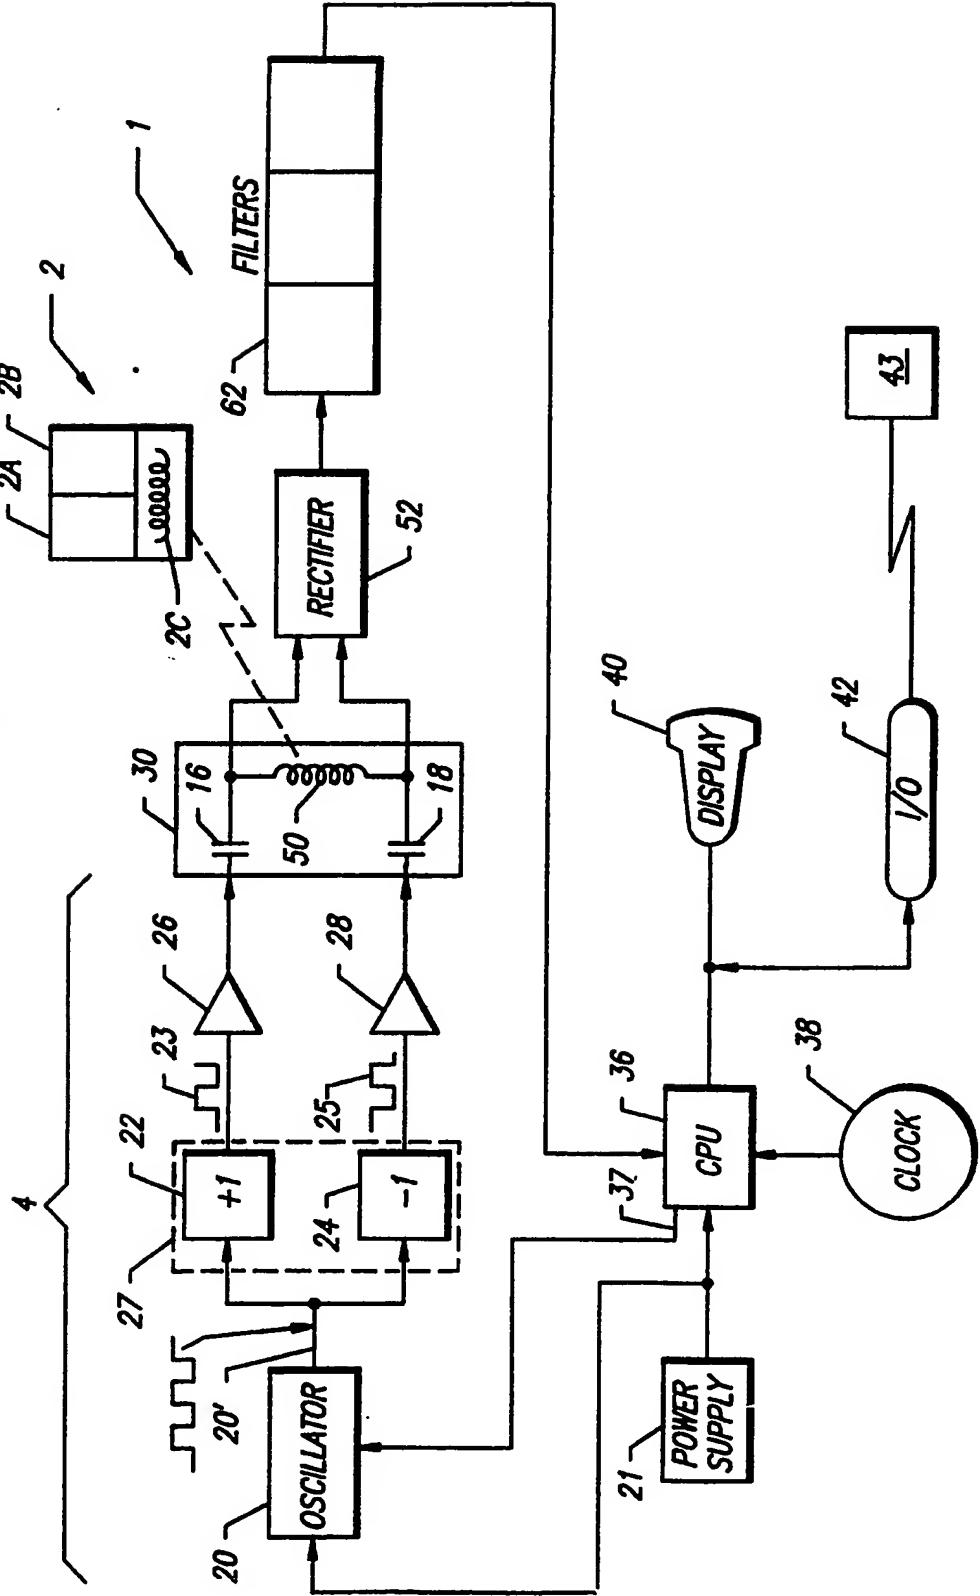 4
27
22
23
26
30
16
50
18
2A
2B
2
2C
1
+1
-1
24
25
28
20'
20
OSCILLATOR
RECTIFIER
52
62
FILTERS
37
36
CPU
21
POWER
SUPPLY
38
CLOCK
40
DISPLAY
42
I/O
43